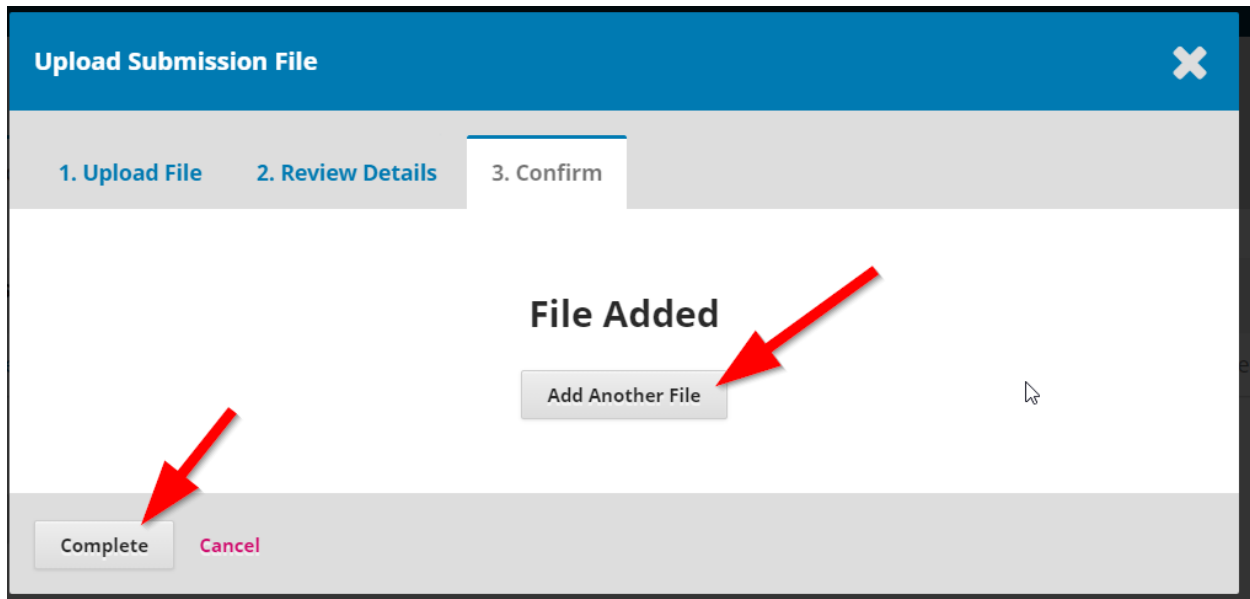 Upload Submission File
1. Upload File 2. Review Details 3. Confirm
File Added
Add Another File
Complete Cancel